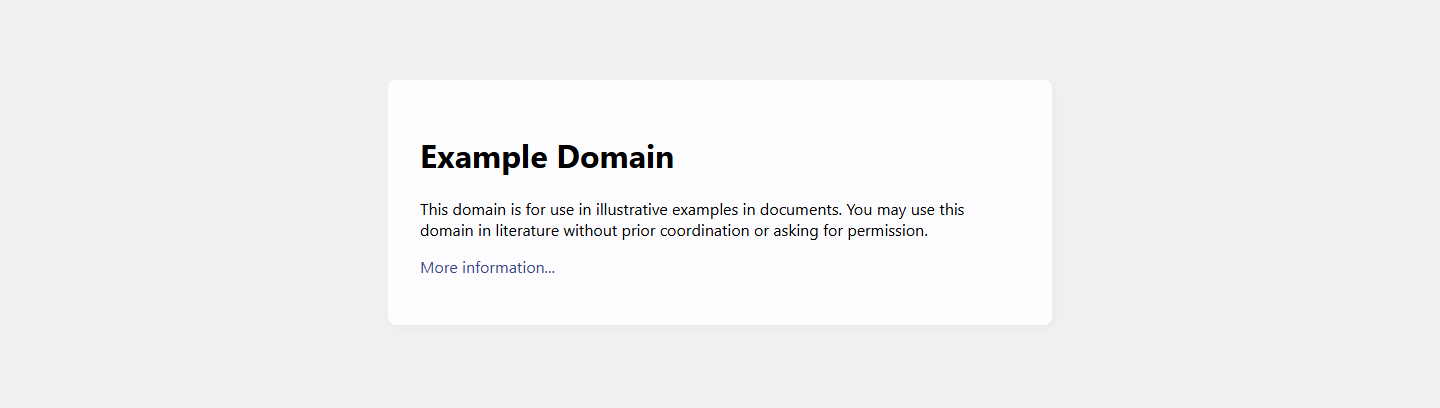 Example Domain
This domain is for use in illustrative examples in documents. You may use this
domain in literature without prior coordination or asking for permission.
More information...